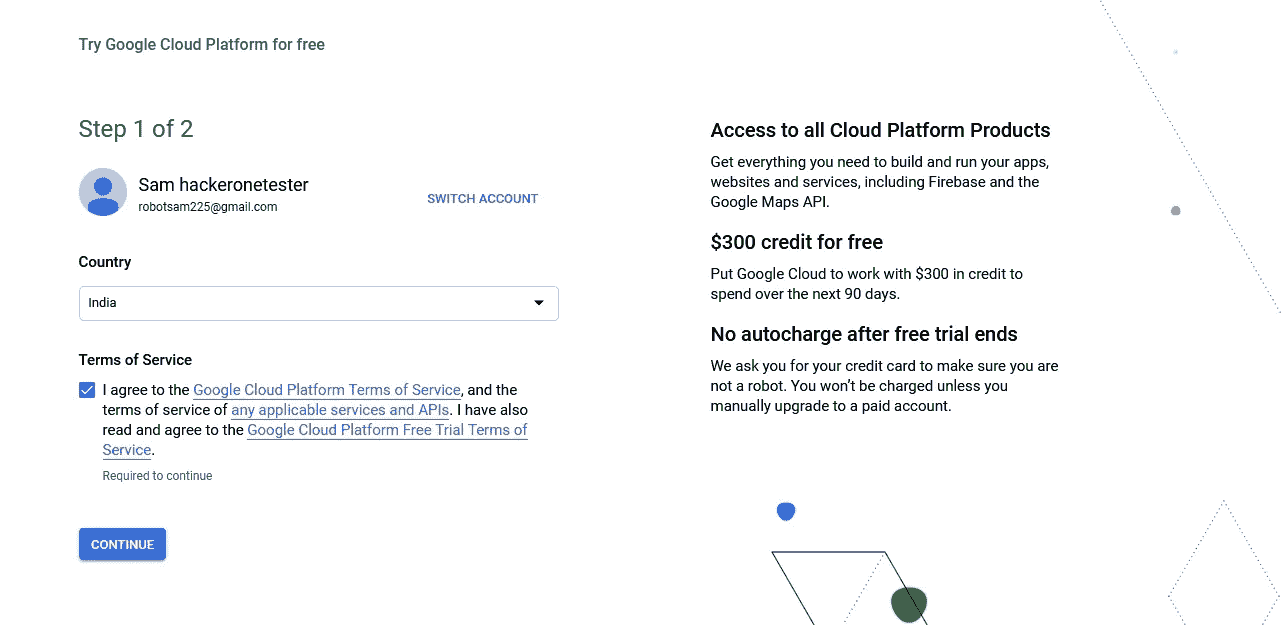 Try Google Cloud Platform for free
Step 1 of 2
Sam hackeronetester
robotsam225@gmail.com
SWITCH ACCOUNT
Country
India
Terms of Service
I agree to the Google Cloud Platform Terms of Service, and the
terms of service of any applicable services and APIs. I have also
read and agree to the Google Cloud Platform Free Trial Terms of
Service.
Required to continue
CONTINUE
Access to all Cloud Platform Products
Get everything you need to build and run your apps,
websites and services, including Firebase and the
Google Maps API.
$300 credit for free
Put Google Cloud to work with $300 in credit to
spend over the next 90 days.
No autocharge after free trial ends
We ask you for your credit card to make sure you are
not a robot. You won’t be charged unless you
manually upgrade to a paid account.